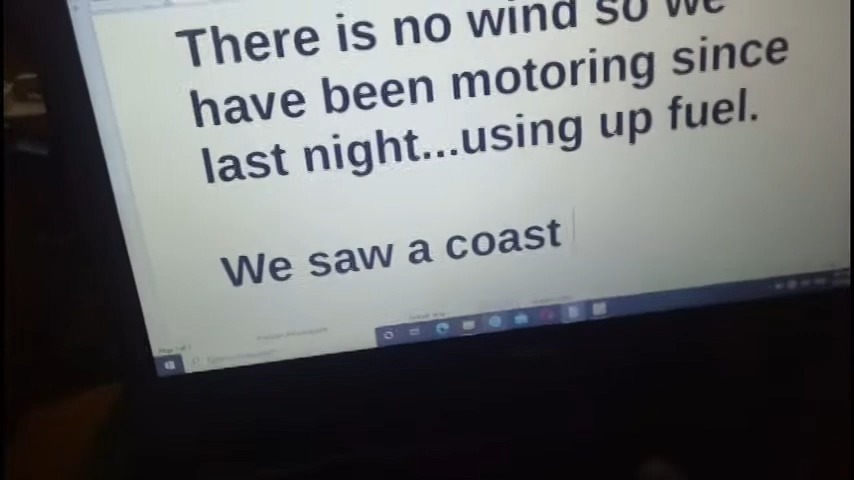 There is no wind so we
have been motoring since
last night...using up fuel.
We saw a coast